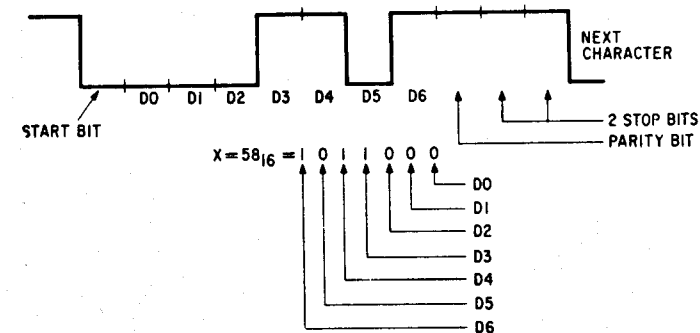 NEXT
CHARACTER
D0 D1 D2 D3 D4 D5 D6
START BIT
2 STOP BITS
PARITY BIT
X = 58₁₆ = 1 0 1 1 0 0 0
D0
D1
D2
D3
D4
D5
D6